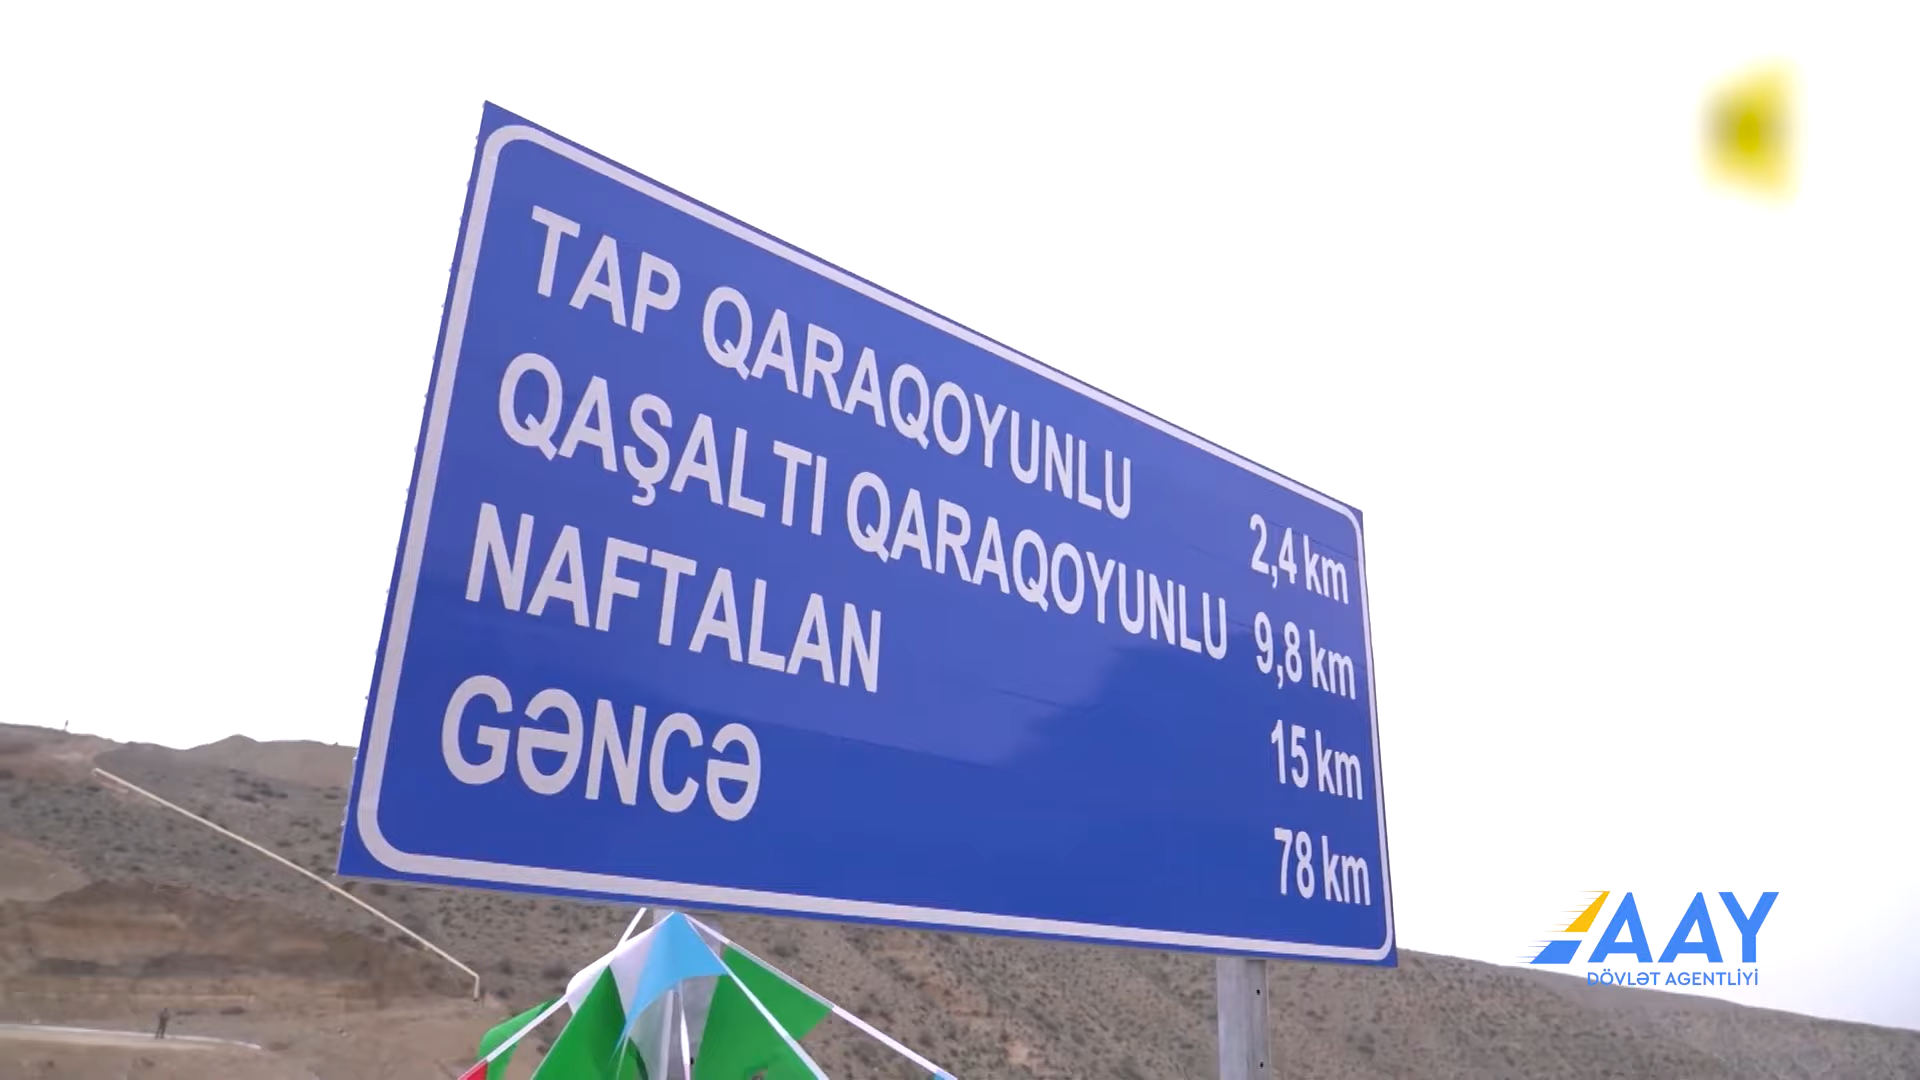 TAP QARAQOYUNLU 2,4 km
QAŞALTI QARAQOYUNLU 9,8 km
NAFTALAN 15 km
GƏNCƏ 78 km
AAY
DÖVLƏT AGENTLİYİ